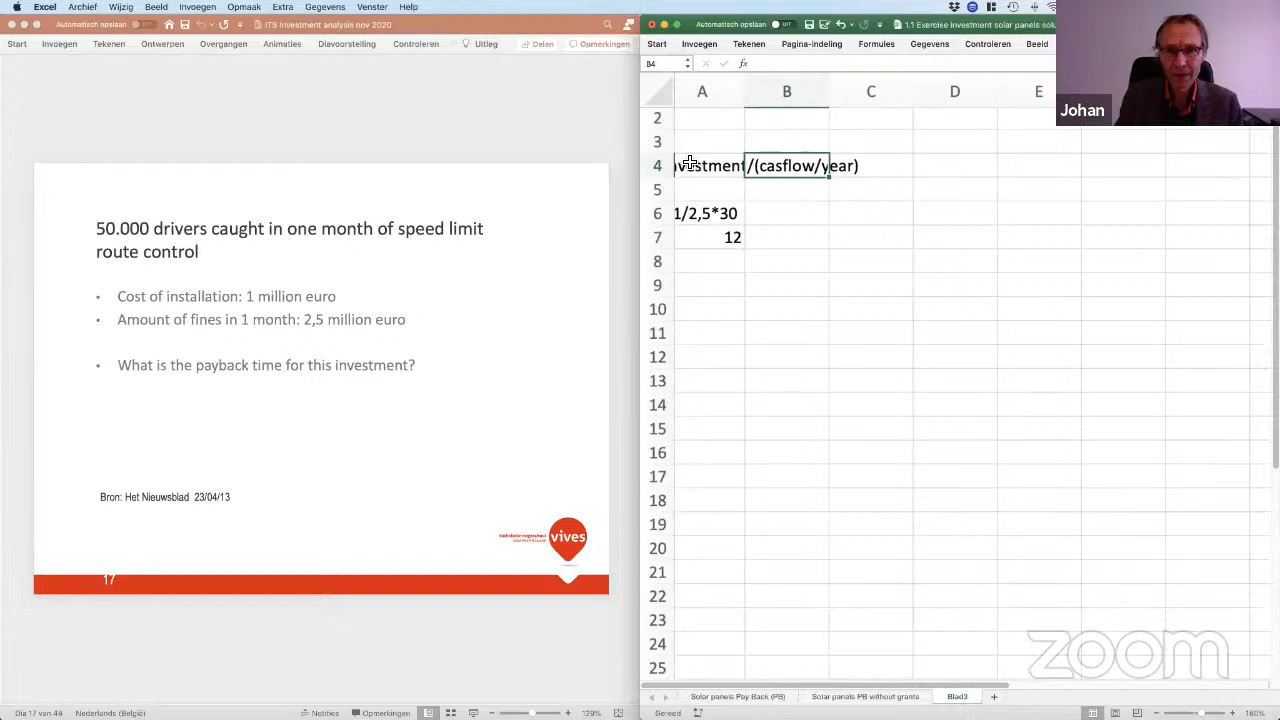 Excel Archief Bewerk Wijzig Beeld Extra Gegevens Venster Help
Automatisch opslaan ITS Investment analysis nov 2020
Start Invoegen Tekenen Ontwerpen Overgangen Animaties Diavoorstelling Controleren Uitleg Delen Opmerkingen
50.000 drivers caught in one month of speed limit
route control
• Cost of installation: 1 million euro
• Amount of fines in 1 month: 2,5 million euro
• What is the payback time for this investment?
Bron: Het Nieuwsblad 23/04/13
katholieke hogeschool
vives
17
Dia 17 van 48 Nederlands (België) Notities Opmerkingen 129%
Automatisch opslaan 1.1 Exercise investment solar panels
Start Invoegen Tekenen Pagina-indeling Formules Gegevens Controleren Beeld
B4 fx
A B C D E
2
3
4 nvestment /(casflow/year)
5
6 1/2,5*30
7 12
8
9
10
11
12
13
14
15
16
17
18
19
20
21
22
23
24
25
Johan
zoom
Solar panels Pay Back (PB) Solar panels PB without grants Blad3 +
Gereed 180%